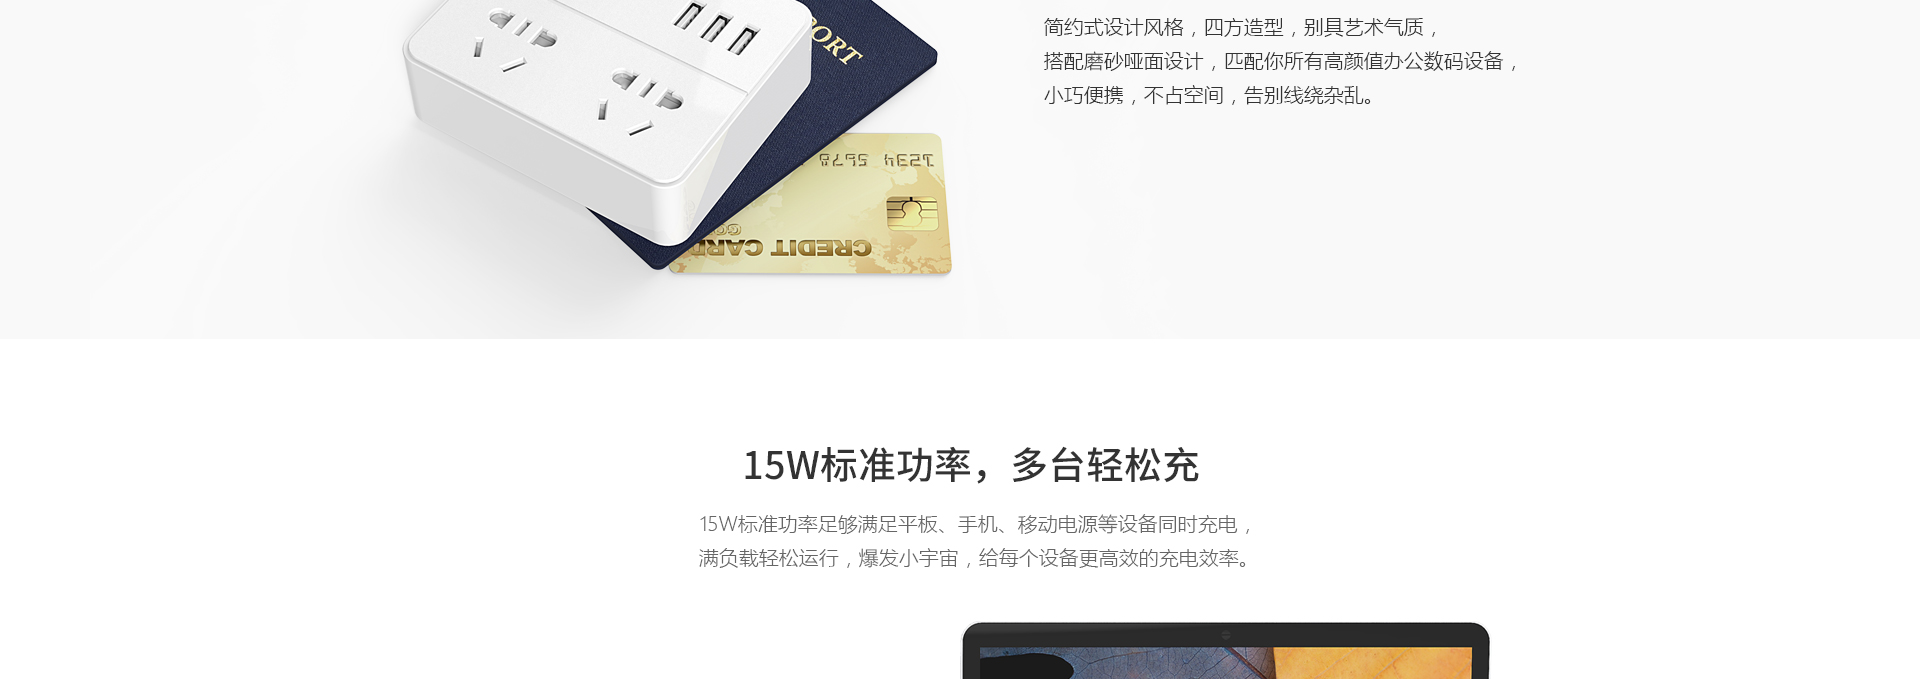 简约式设计风格，四方造型，别具艺术气质，
搭配磨砂哑面设计，匹配你所有高颜值办公数码设备，
小巧便携，不占空间，告别线绕杂乱。
PORT
1234 5678
CREDIT CARD
15W标准功率，多台轻松充
15W标准功率足够满足平板、手机、移动电源等设备同时充电，
满负载轻松运行，爆发小宇宙，给每个设备更高效的充电效率。